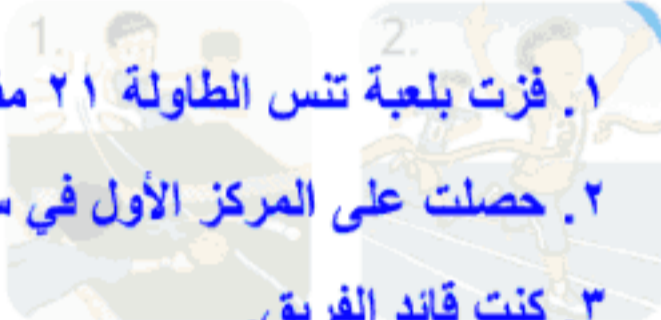 ١. فزت بلعبة تنس الطاولة ٢١
٢. حصلت على المركز الأول في
٣. كنت قائد الفريق
1.
2.